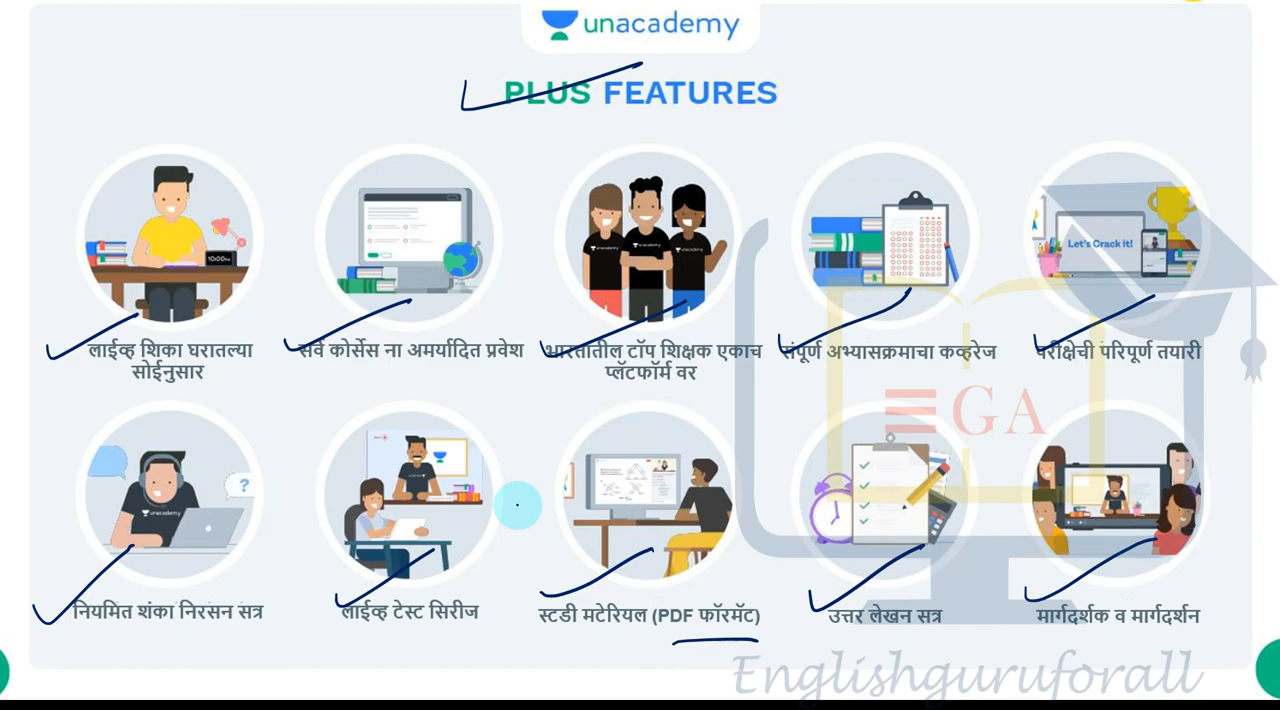 unacademy
PLUS FEATURES
10:00
Let's Crack it!
लाईव्ह शिका घरातल्या
सोईनुसार
सर्व कोर्सेस ना अमर्यादित प्रवेश
भारतातील टॉप शिक्षक एकाच
प्लॅटफॉर्म वर
संपूर्ण अभ्यासक्रमाचा कव्हरेज
परीक्षेची परिपूर्ण तयारी
GA
unacademy
?
नियमित शंका निरसन सत्र
लाईव्ह टेस्ट सिरीज
स्टडी मटेरियल (PDF फॉरमॅट)
उत्तर लेखन सत्र
मार्गदर्शक व मार्गदर्शन
Englishguruforall